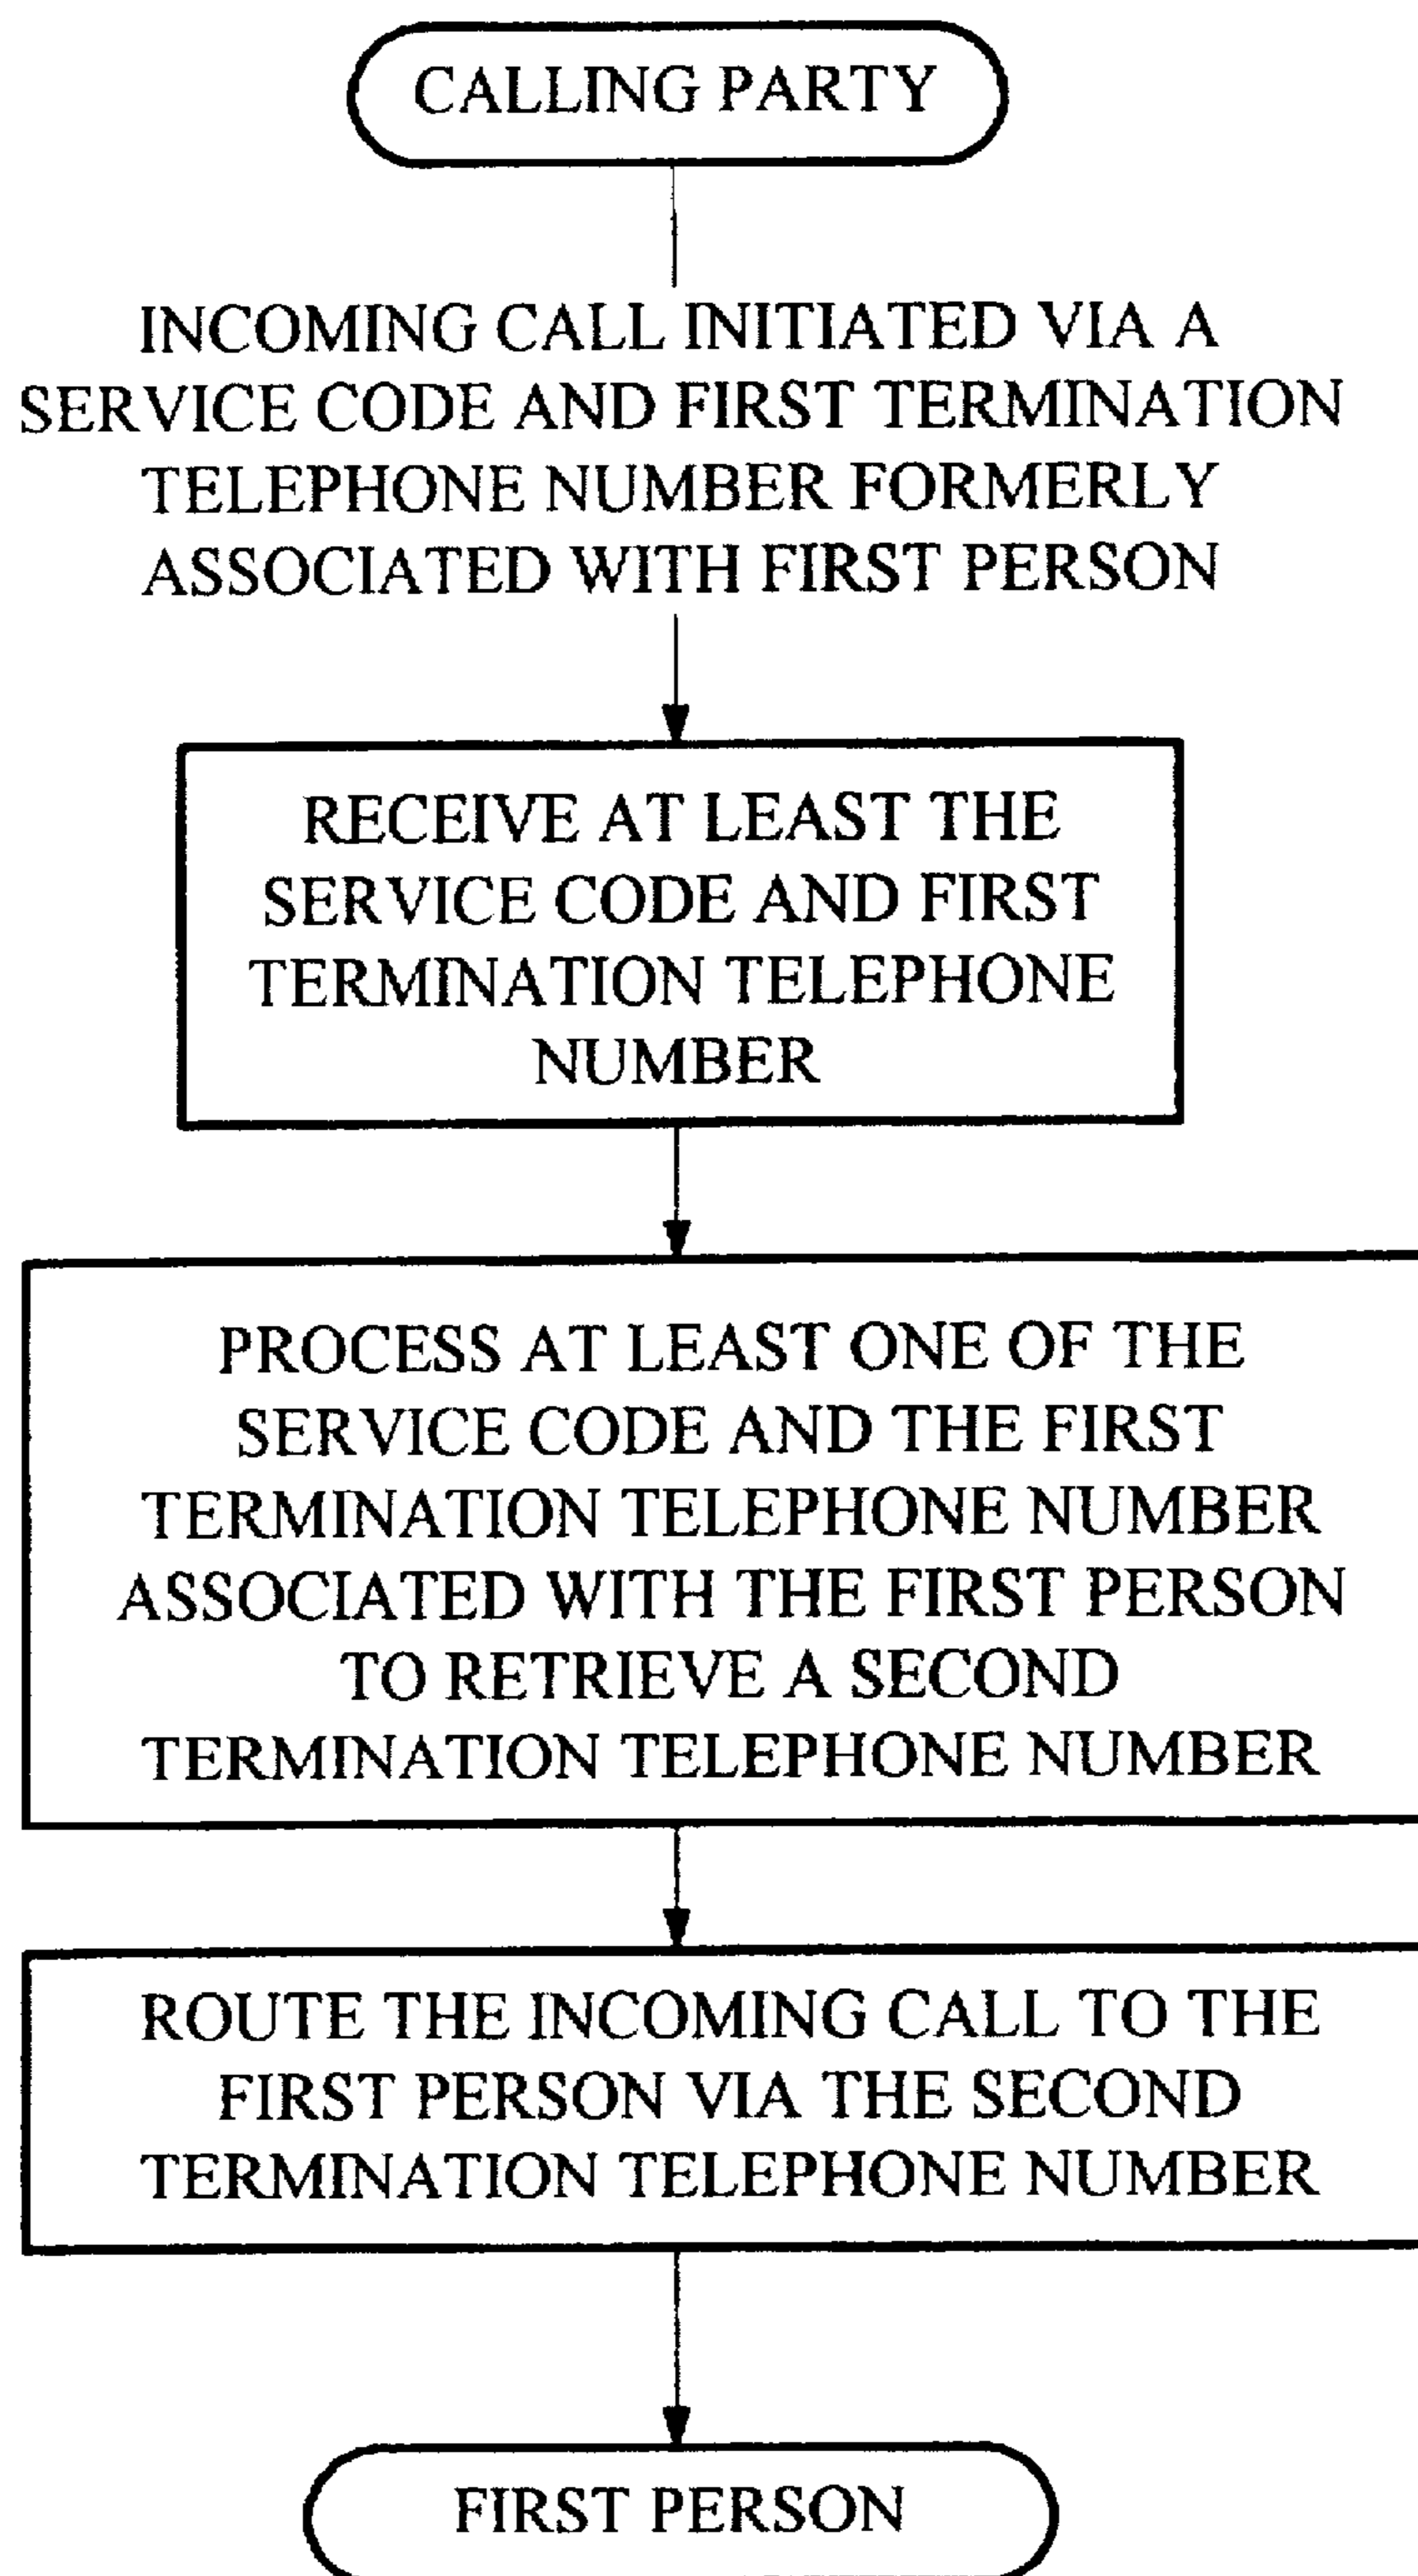 CALLING PARTY
INCOMING CALL INITIATED VIA A
SERVICE CODE AND FIRST TERMINATION
TELEPHONE NUMBER FORMERLY
ASSOCIATED WITH FIRST PERSON
RECEIVE AT LEAST THE
SERVICE CODE AND FIRST
TERMINATION TELEPHONE
NUMBER
PROCESS AT LEAST ONE OF THE
SERVICE CODE AND THE FIRST
TERMINATION TELEPHONE NUMBER
ASSOCIATED WITH THE FIRST PERSON
TO RETRIEVE A SECOND
TERMINATION TELEPHONE NUMBER
ROUTE THE INCOMING CALL TO THE
FIRST PERSON VIA THE SECOND
TERMINATION TELEPHONE NUMBER
FIRST PERSON